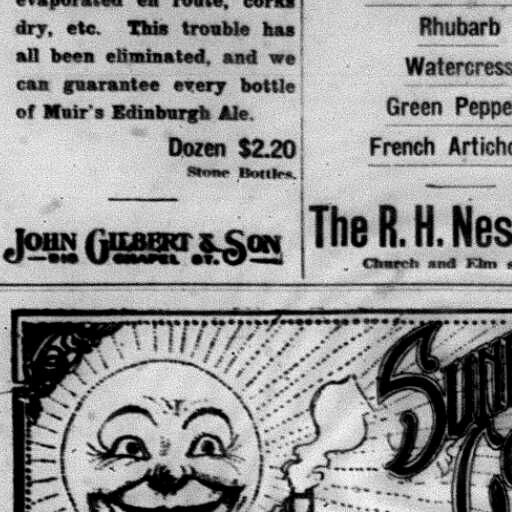 evaporated en route, corks
dry, etc. This trouble has
all been eliminated, and we
can guarantee every bottle
of Muir's Edinburgh Ale.
Dozen $2.20
Stone Bottles.
JOHN GILBERT & SON
918 CHAPEL ST.
Rhubarb
Watercress
Green Peppe
French Articho
The R. H. Nes
Church and Elm s